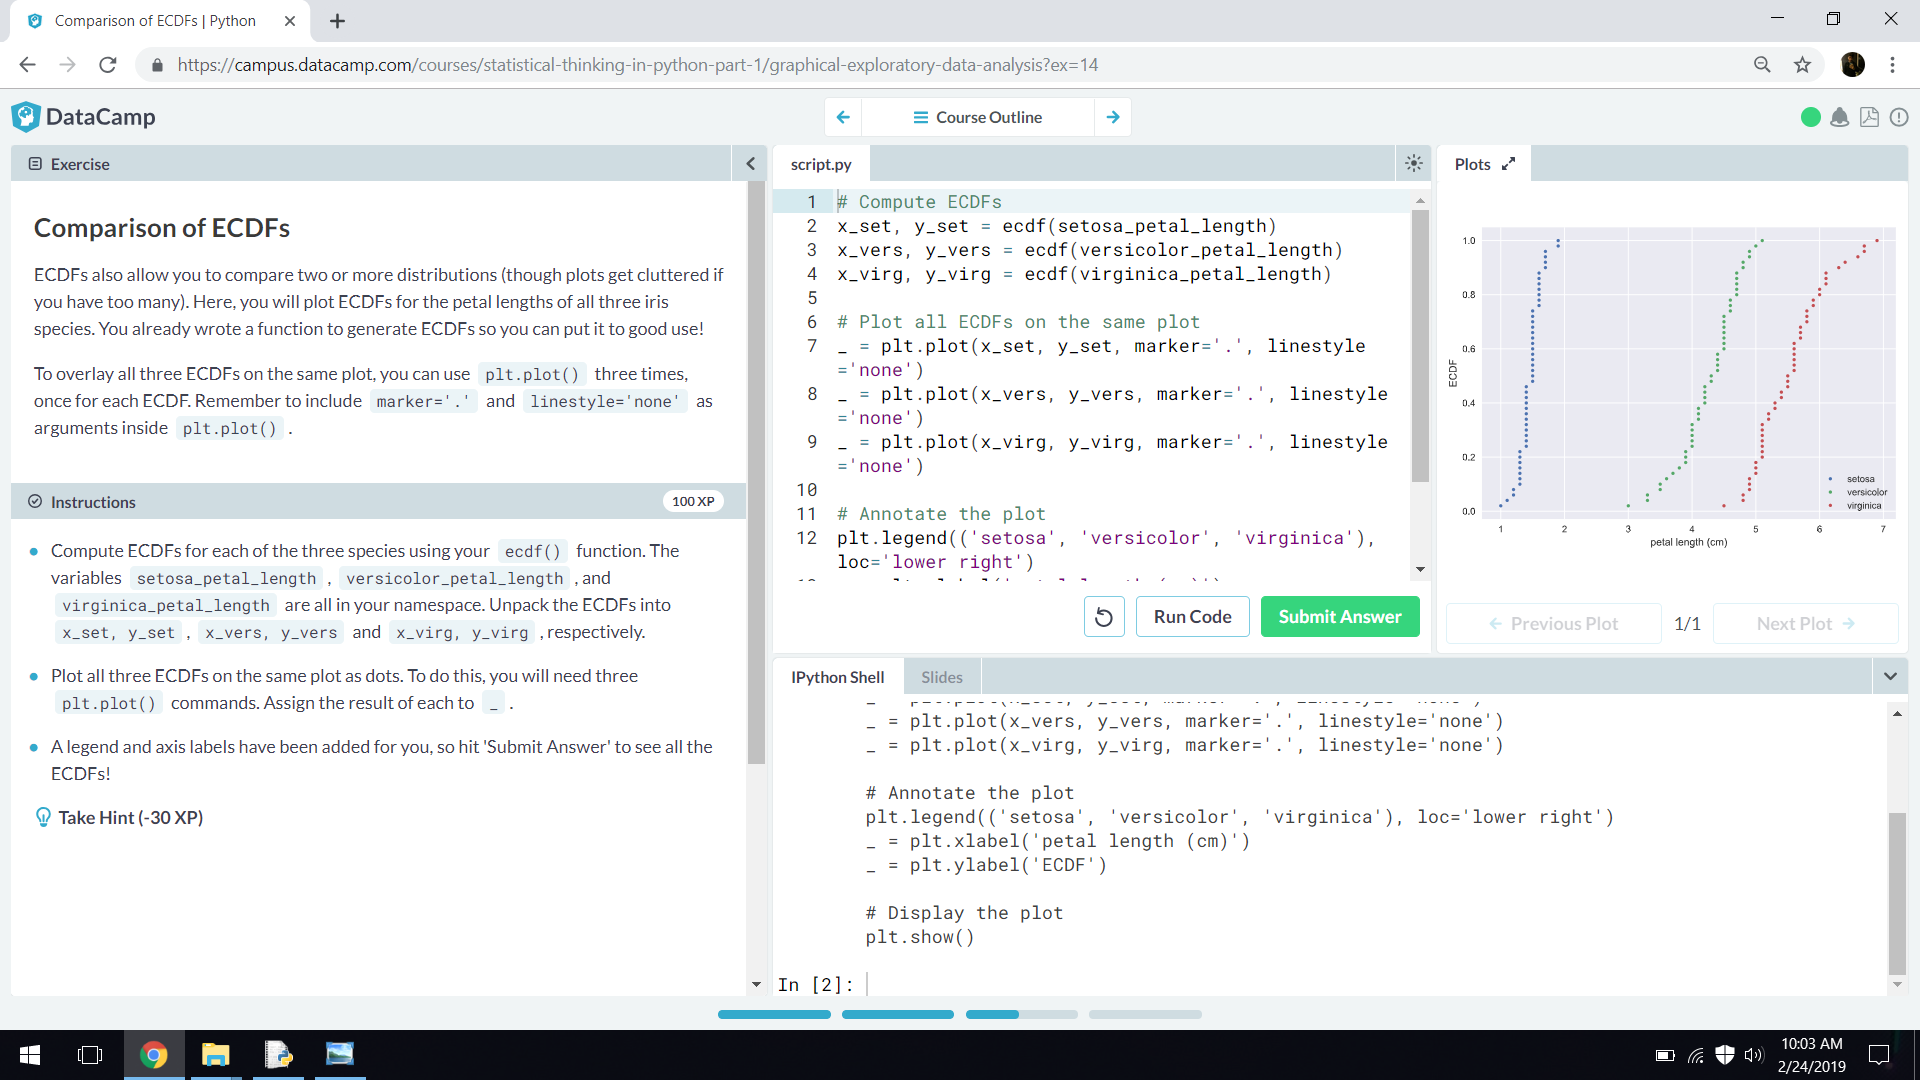 Comparison of ECDFs | Python
https://campus.datacamp.com/courses/statistical-thinking-in-python-part-1/graphical-exploratory-data-analysis?ex=14
DataCamp
Course Outline
Exercise
Comparison of ECDFs
ECDFs also allow you to compare two or more distributions (though plots get cluttered if
you have too many). Here, you will plot ECDFs for the petal lengths of all three iris
species. You already wrote a function to generate ECDFs so you can put it to good use!
To overlay all three ECDFs on the same plot, you can use plt.plot() three times,
once for each ECDF. Remember to include marker='.' and linestyle='none' as
arguments inside plt.plot() .
Instructions
100 XP
Compute ECDFs for each of the three species using your ecdf() function. The
variables setosa_petal_length , versicolor_petal_length , and
virginica_petal_length are all in your namespace. Unpack the ECDFs into
x_set, y_set , x_vers, y_vers and x_virg, y_virg , respectively.
Plot all three ECDFs on the same plot as dots. To do this, you will need three
plt.plot() commands. Assign the result of each to _ .
A legend and axis labels have been added for you, so hit 'Submit Answer' to see all the
ECDFs!
Take Hint (-30 XP)
script.py
1 # Compute ECDFs
2 x_set, y_set = ecdf(setosa_petal_length)
3 x_vers, y_vers = ecdf(versicolor_petal_length)
4 x_virg, y_virg = ecdf(virginica_petal_length)
5
6 # Plot all ECDFs on the same plot
7 _ = plt.plot(x_set, y_set, marker='.', linestyle
='none')
8 _ = plt.plot(x_vers, y_vers, marker='.', linestyle
='none')
9 _ = plt.plot(x_virg, y_virg, marker='.', linestyle
='none')
10
11 # Annotate the plot
12 plt.legend(('setosa', 'versicolor', 'virginica'),
loc='lower right')
Run Code
Submit Answer
Plots
1.0
0.8
0.6
0.4
0.2
0.0
ECDF
setosa
versicolor
virginica
1 2 3 4 5 6 7
petal length (cm)
Previous Plot
1/1
Next Plot
IPython Shell
Slides
_ = plt.plot(x_vers, y_vers, marker='.', linestyle='none')
_ = plt.plot(x_virg, y_virg, marker='.', linestyle='none')
# Annotate the plot
plt.legend(('setosa', 'versicolor', 'virginica'), loc='lower right')
_ = plt.xlabel('petal length (cm)')
_ = plt.ylabel('ECDF')
# Display the plot
plt.show()
In [2]:
10:03 AM
2/24/2019